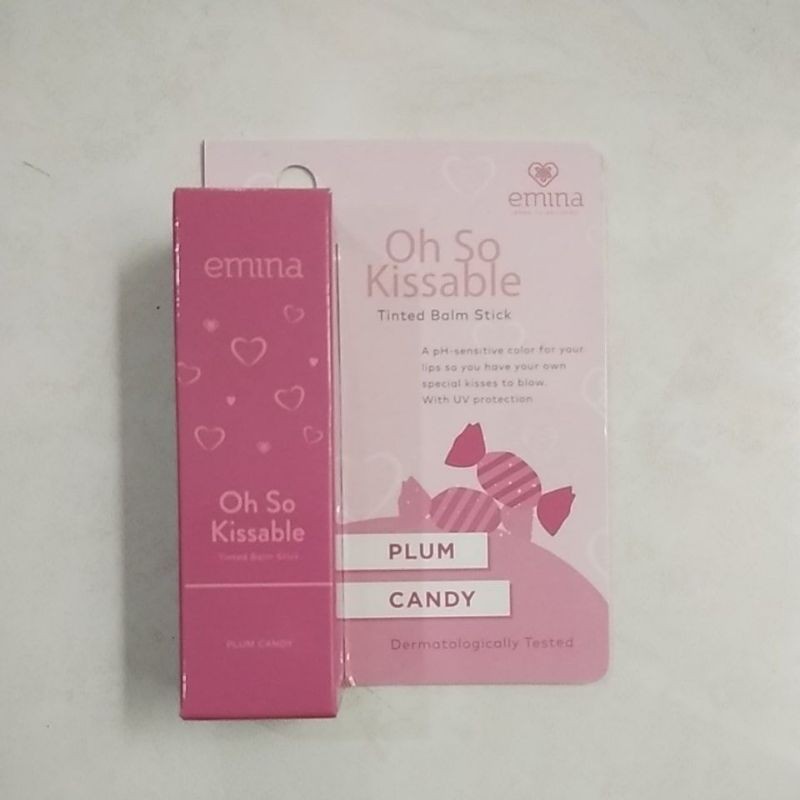 emina
Oh So
Kissable
Tinted Balm Stick
PLUM CANDY
emina
Oh So
Kissable
Tinted Balm Stick
A pH-sensitive color for your
lips so you have your own
special kisses to blow.
With UV protection
PLUM
CANDY
Dermatologically Tested